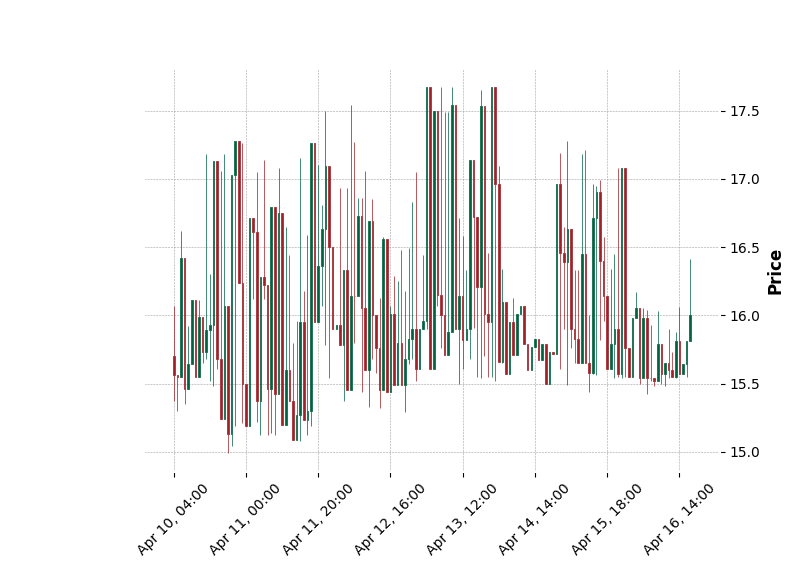 17.5
17.0
16.5
16.0
15.5
15.0
Price
Apr 10, 04:00
Apr 11, 00:00
Apr 11, 20:00
Apr 12, 16:00
Apr 13, 12:00
Apr 14, 14:00
Apr 15, 18:00
Apr 16, 14:00